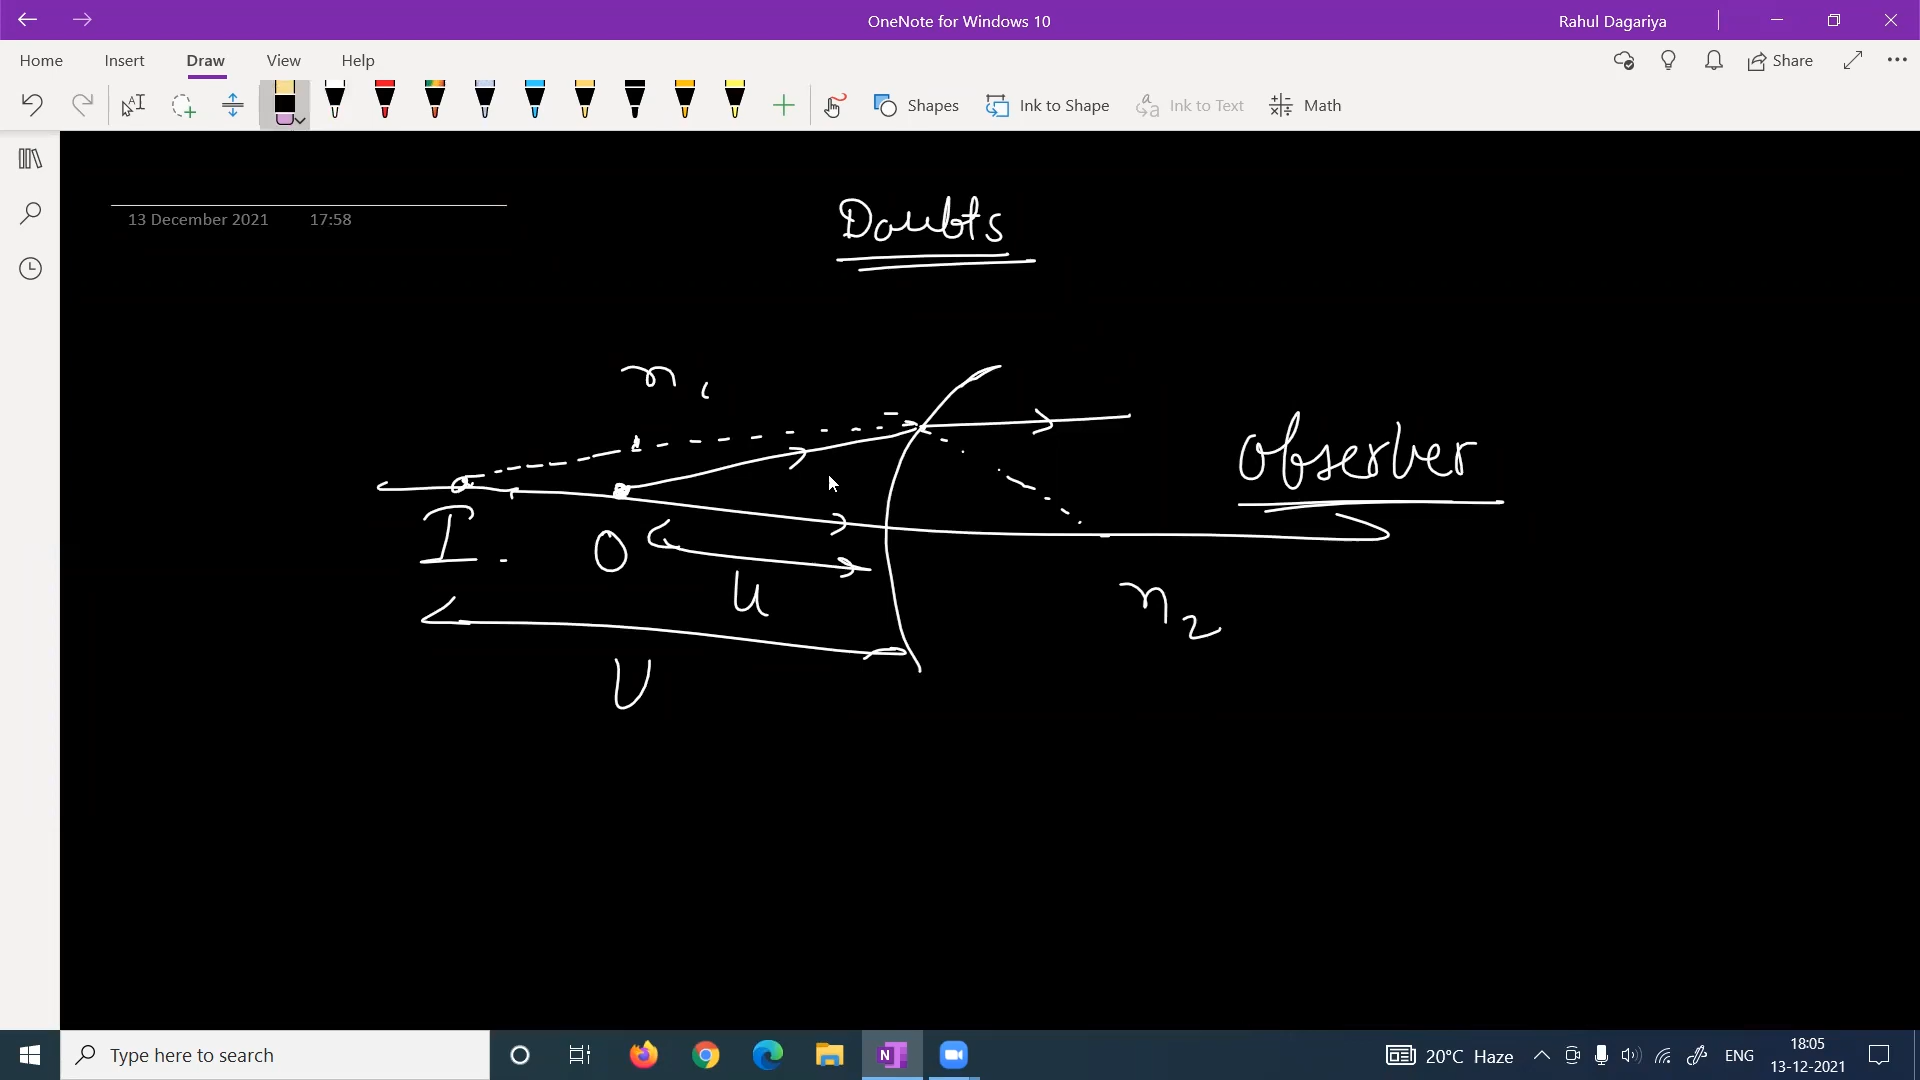 OneNote for Windows 10
Rahul Dagariya
Home Insert Draw View Help
Share
Shapes Ink to Shape Ink to Text Math
13 December 2021 17:58
Doubts
n1
observer
I. O
u
n2
v
Type here to search
20°C Haze
ENG
18:05
13-12-2021